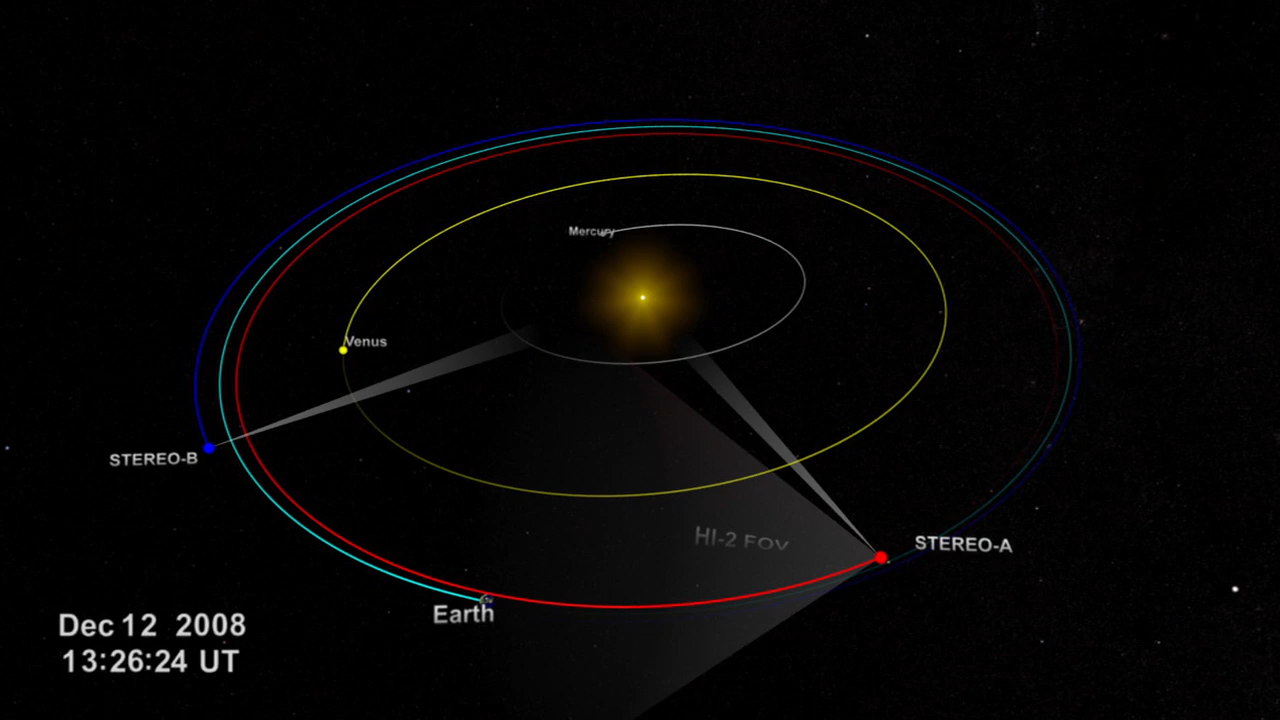 Mercury
Venus
STEREO-B
HI-2 FOV
STEREO-A
Earth
Dec 12 2008
13:26:24 UT